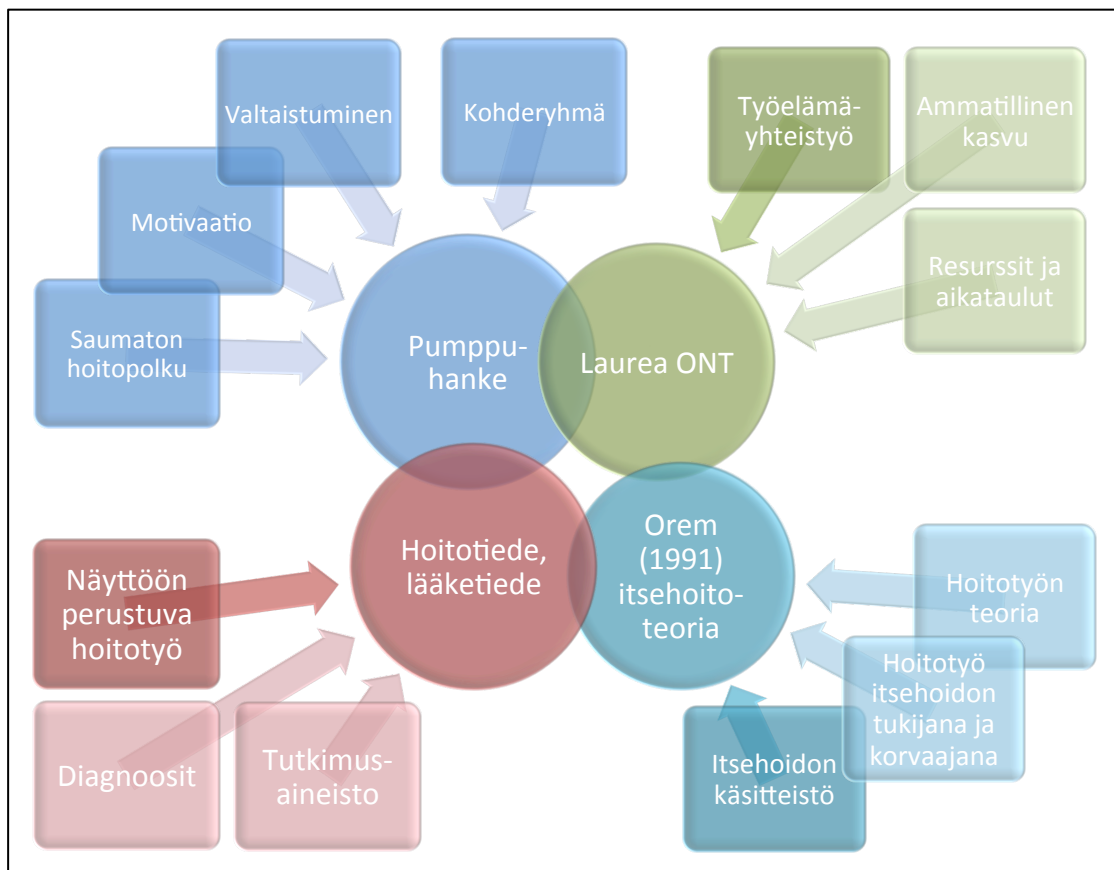 Valtaistuminen
Kohderyhmä
Motivaatio
Saumaton
hoitopolku
Työelämä-
yhteistyö
Ammatillinen
kasvu
Resurssit ja
aikataulut
Pumppu-
hanke
Laurea ONT
Hoitotiede,
lääketiede
Orem
(1991)
itsehoito-
teoria
Näyttöön
perustuva
hoitotyö
Diagnoosit
Tutkimus-
aineisto
Hoitotyön
teoria
Hoitotyö
itsehoidon
tukijana ja
korvaajana
Itsehoidon
käsitteistö